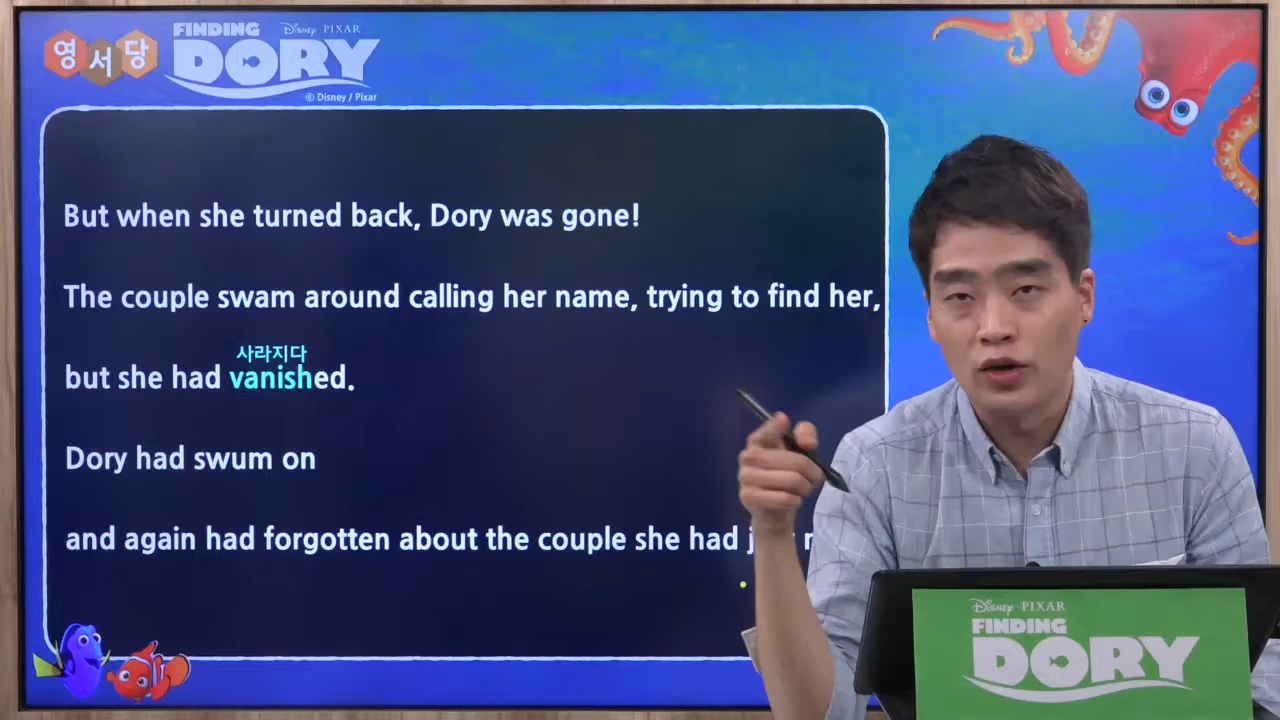 영서당
FINDING
Disney · PIXAR
DORY
© Disney / Pixar
But when she turned back, Dory was gone!
The couple swam around calling her name, trying to find her,
사라지다
but she had vanished.
Dory had swum on
and again had forgotten about the couple she had
Disney · PIXAR
FINDING
DORY